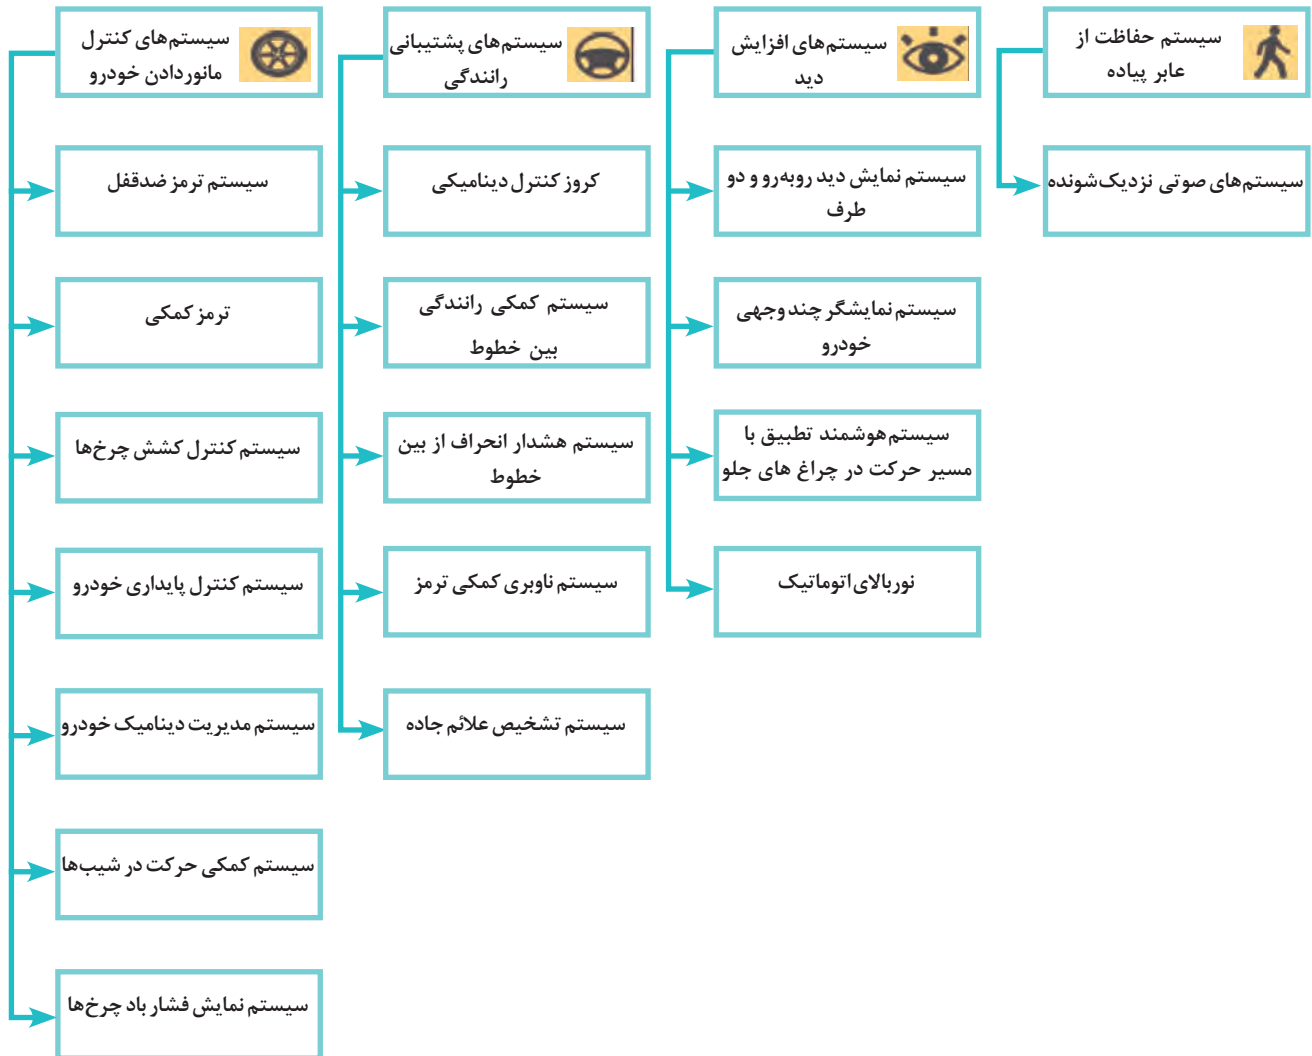 سیستم حفاظت از
عابر پیاده
سیستم‌های صوتی نزدیک‌شونده
سیستم‌های افزایش
دید
سیستم نمایش دید روبه‌رو و دو
طرف
سیستم نمایشگر چند وجهی
خودرو
سیستم هوشمند تطبیق با
مسیر حرکت در چراغ های جلو
نور بالای اتوماتیک
سیستم‌های پشتیبانی
رانندگی
کروز کنترل دینامیکی
سیستم کمکی رانندگی
بین خطوط
سیستم هشدار انحراف از بین
خطوط
سیستم ناوبری کمکی ترمز
سیستم تشخیص علائم جاده
سیستم‌های کنترل
مانوردادن خودرو
سیستم ترمز ضدقفل
ترمز کمکی
سیستم کنترل کشش چرخ‌ها
سیستم کنترل پایداری خودرو
سیستم مدیریت دینامیک خودرو
سیستم کمکی حرکت در شیب‌ها
سیستم نمایش فشار باد چرخ‌ها